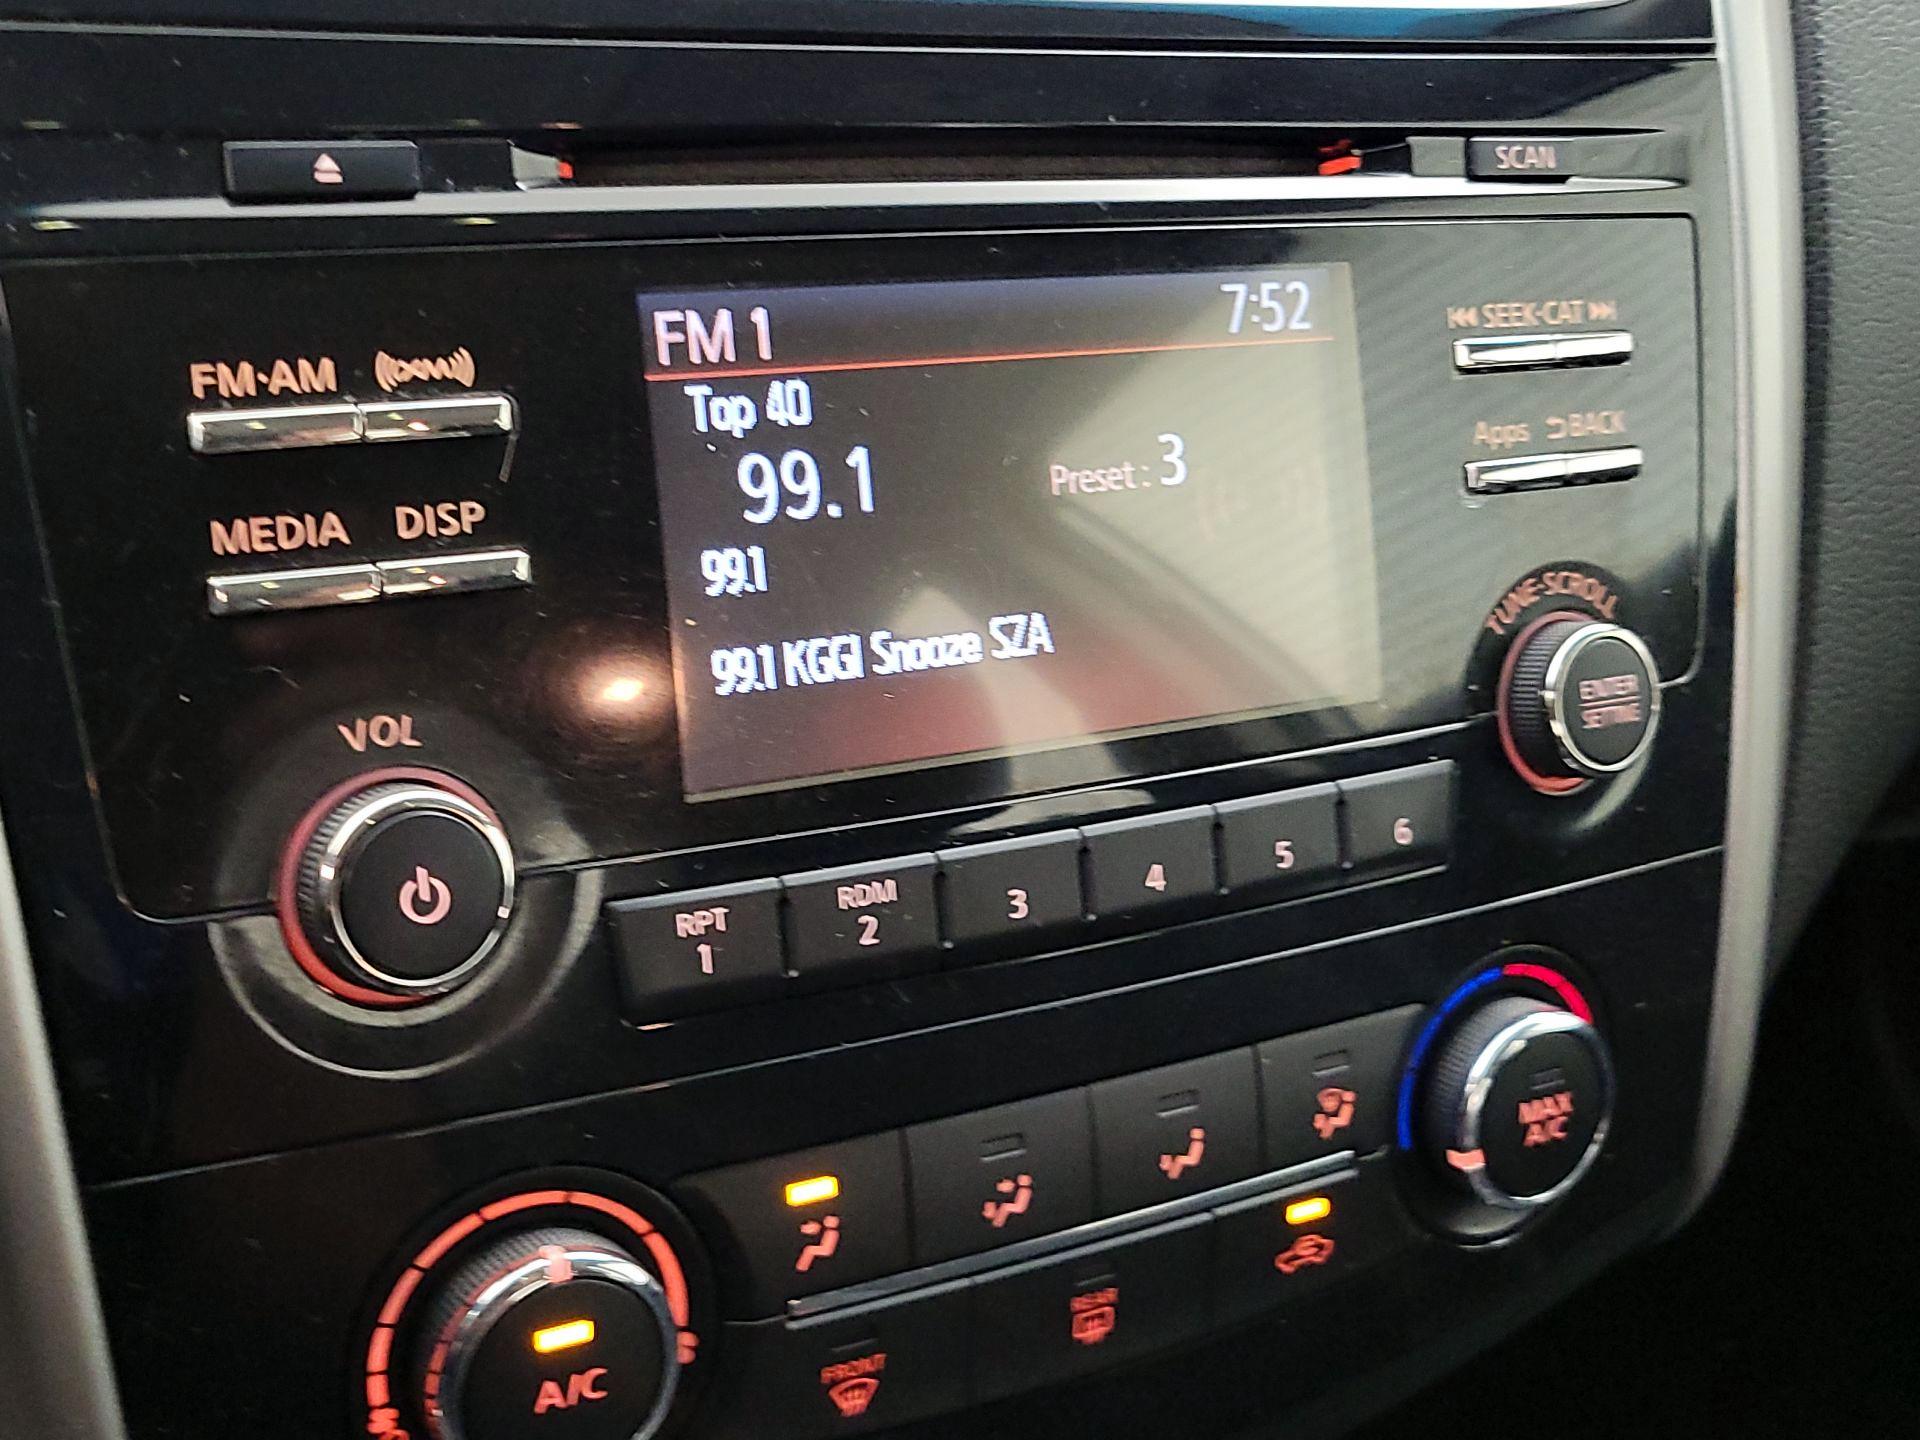 SCAN
FM 1 7:52
SEEK·CAT
FM·AM ((XM))
Top 40
99.1 Preset : 3
Apps BACK
MEDIA DISP
99.1
TUNE·SCROLL
99.1 KGGI Snooze SZA
ENTER
SETTING
VOL
RPT
1
RDM
2
3
4
5
6
MAX
A/C
REAR
FRONT
A/C